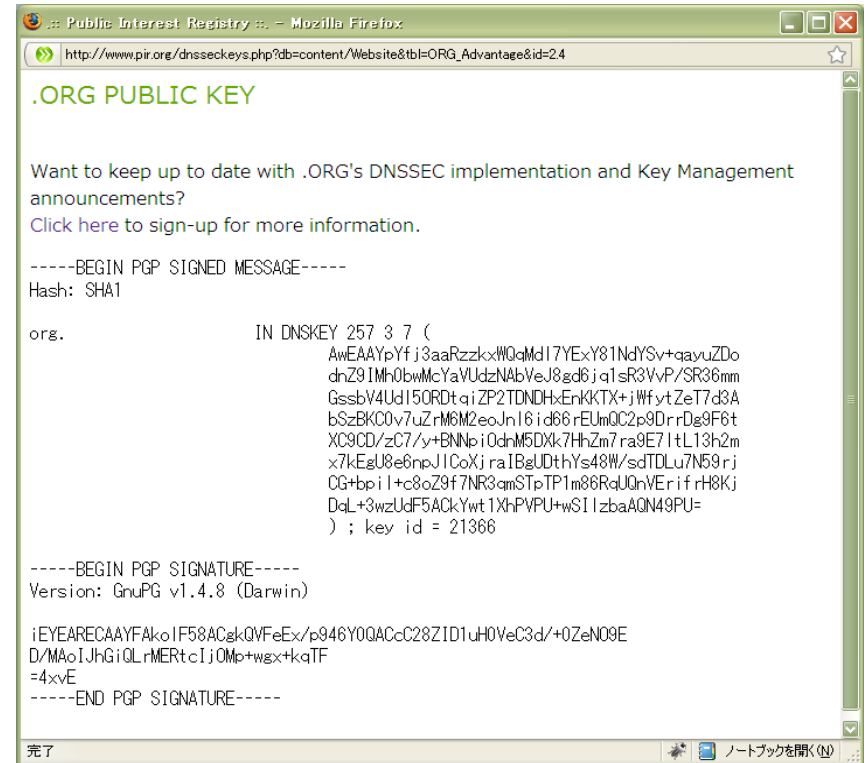 .:: Public Interest Registry ::. - Mozilla Firefox
http://www.pir.org/dnsseckeys.php?db=content/Website&tbl=ORG_Advantage&id=2.4
.ORG PUBLIC KEY
Want to keep up to date with .ORG's DNSSEC implementation and Key Management
announcements?
Click here to sign-up for more information.
-----BEGIN PGP SIGNED MESSAGE-----
Hash: SHA1
org. IN DNSKEY 257 3 7 (
AwEAAYpYfj3aaRzzkxWQqMdl7YExY81NdYSv+qayuZDo
dnZ9IMh0bwMcYaVUdzNAbVeJ8gd6jq1sR3VvP/SR36mm
GssbV4Udl5ORDtqiZP2TDNDHxEnKKTX+jWfytZeT7d3A
bSzBKC0v7uZrM6M2eoJnl6id66rEUmQC2p9DrrDg9F6t
XC9CD/zC7/y+BNNpiOdnM5DXk7HhZm7ra9E7ltL13h2m
x7kEgU8e6npJlCoXjraIBgUDthYs48W/sdTDLu7N59rj
CG+bpil+c8oZ9f7NR3qmSTpTP1m86RqUQnVErifrH8Kj
DqL+3wzUdF5ACkYwt1XhPVPU+wSIlzbaAQN49PU=
) ; key id = 21366
-----BEGIN PGP SIGNATURE-----
Version: GnuPG v1.4.8 (Darwin)
iEYEARECAAYFAkolF58ACgkQVFeEx/p946Y0QACcC28ZID1uH0VeC3d/+0ZeNO9E
D/MAoIJhGiQLrMERtcIjOMp+wgx+kqTF
=4xvE
-----END PGP SIGNATURE-----
完了
ノートブックを開く(N)